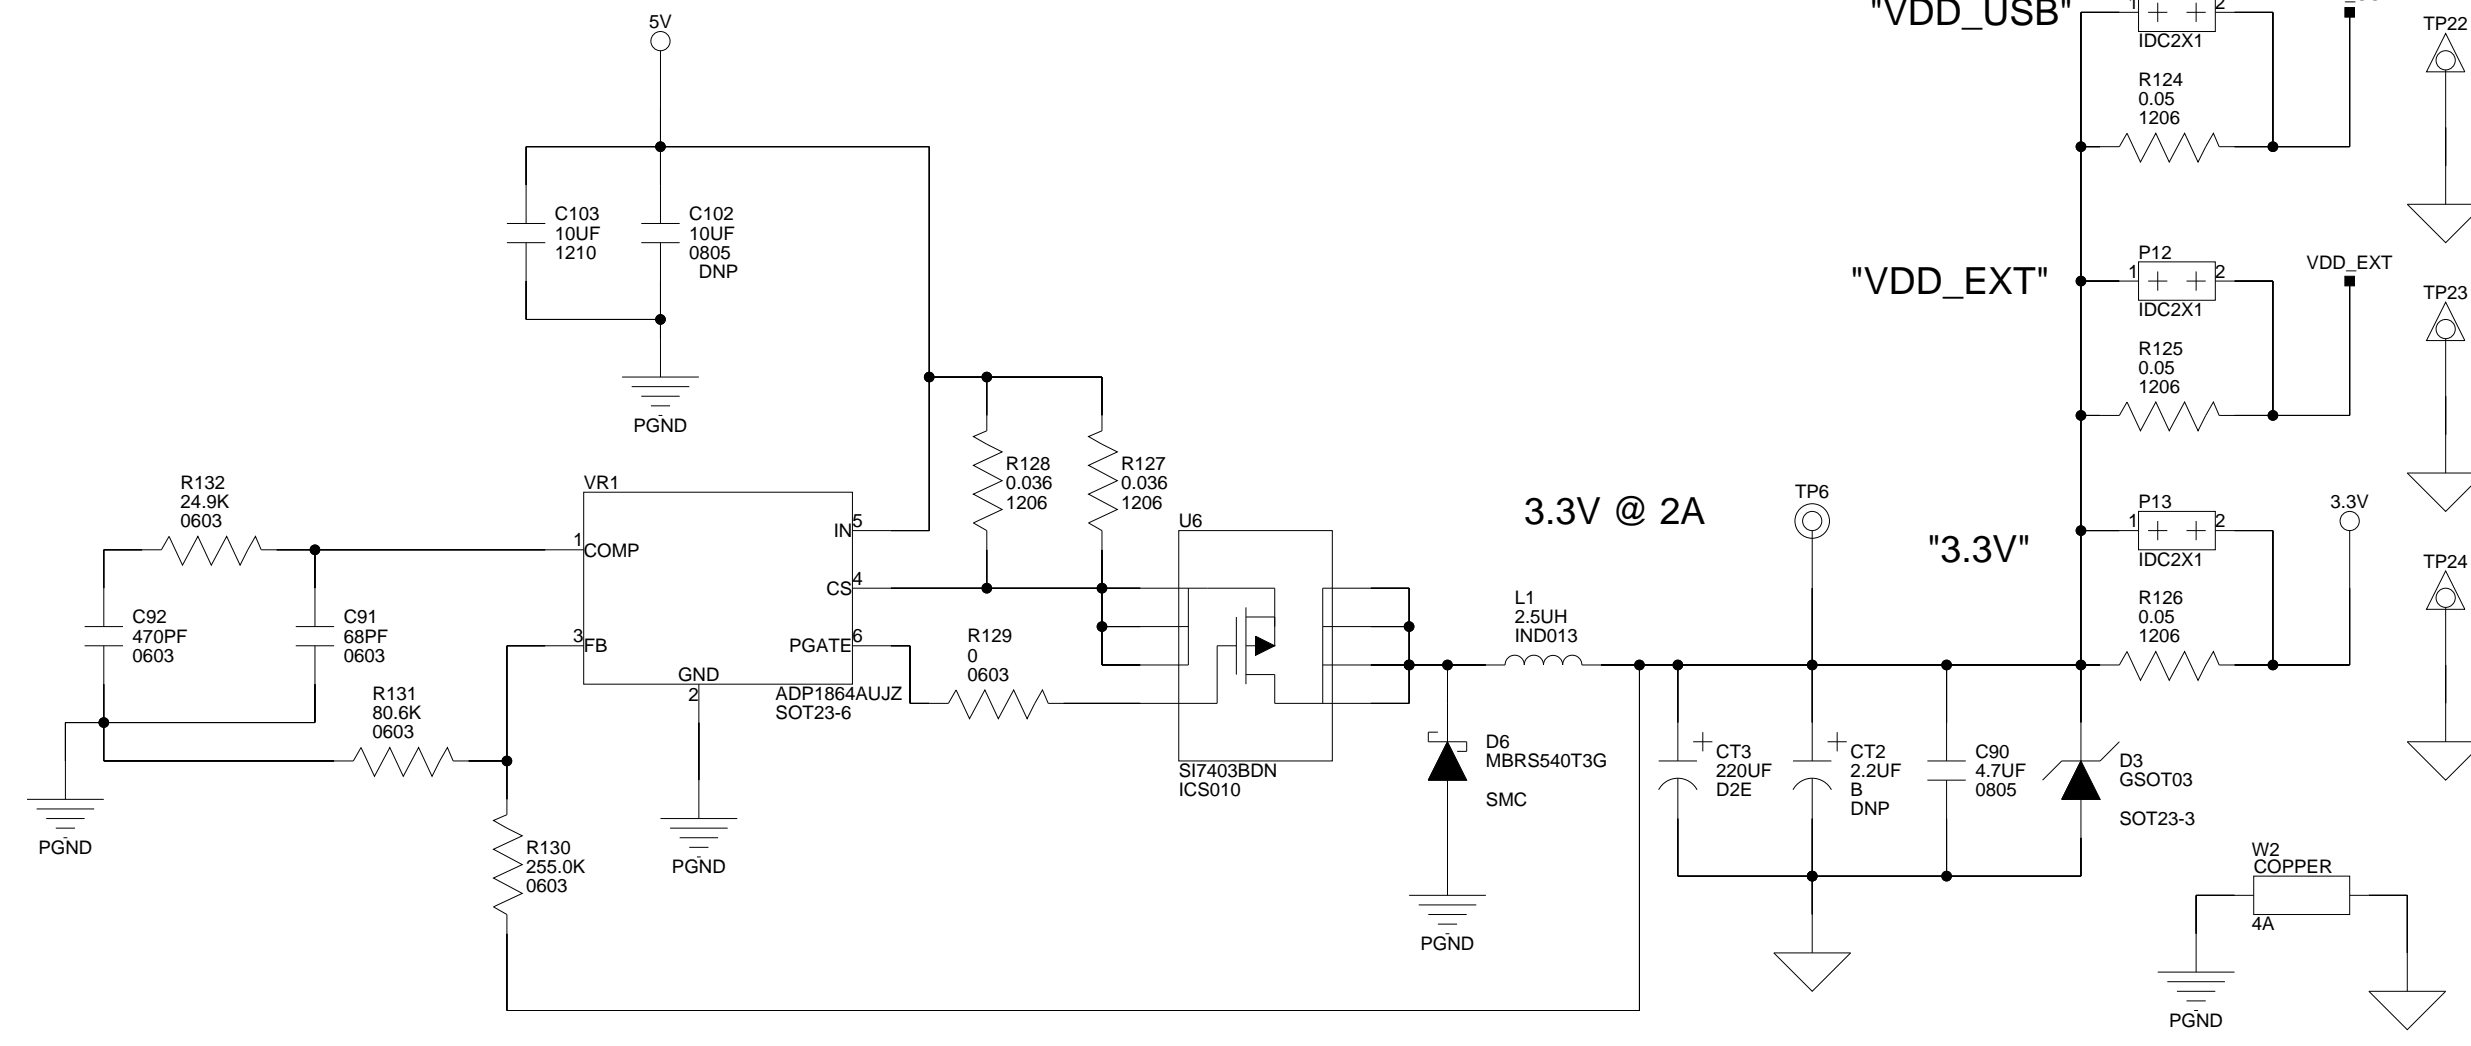 "VDD_USB"
1
2
IDC2X1
TP22
5V
R124
0.05
1206
C103
10UF
1210
C102
10UF
0805
DNP
PGND
"VDD_EXT"
P12
1
2
IDC2X1
VDD_EXT
TP23
R125
0.05
1206
R132
24.9K
0603
VR1
R128
0.036
1206
R127
0.036
1206
3.3V @ 2A
TP6
"3.3V"
P13
1
2
IDC2X1
3.3V
TP24
1
COMP
IN
5
CS
4
U6
C92
470PF
0603
C91
68PF
0603
3
FB
PGATE
6
R129
0
0603
L1
2.5UH
IND013
R126
0.05
1206
GND
2
ADP1864AUJZ
SOT23-6
R131
80.6K
0603
SI7403BDN
ICS010
D6
MBRS540T3G
SMC
CT3
220UF
D2E
CT2
2.2UF
B
DNP
C90
4.7UF
0805
D3
GSOT03
SOT23-3
PGND
R130
255.0K
0603
PGND
PGND
W2
COPPER
4A
PGND